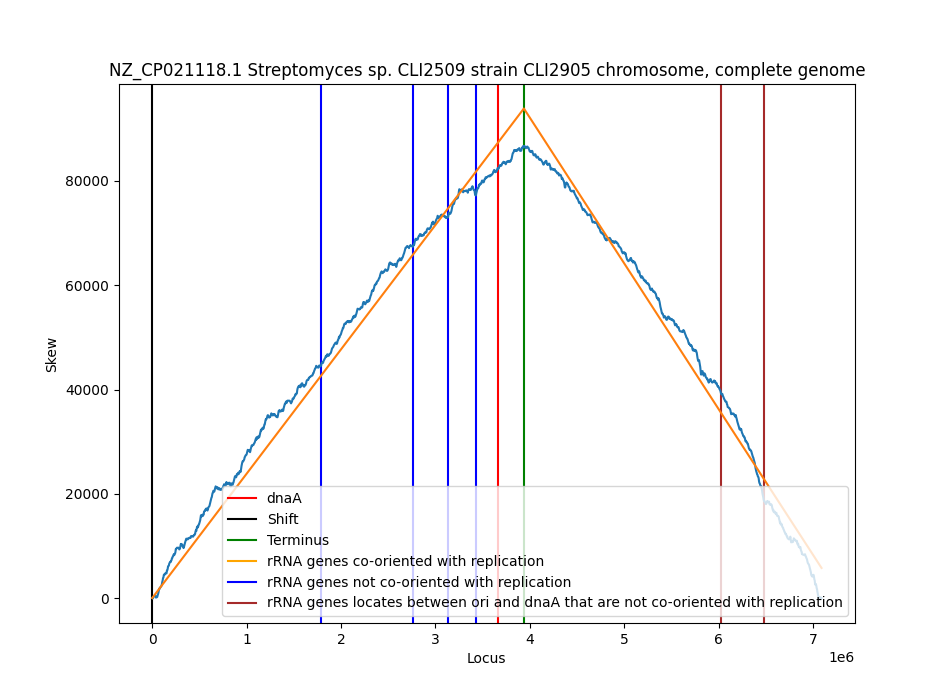 NZ_CP021118.1 Streptomyces sp. CLI2509 strain CLI2905 chromosome, complete genome
Skew
80000
60000
40000
20000
0
dnaA
Shift
Terminus
rRNA genes co-oriented with replication
rRNA genes not co-oriented with replication
rRNA genes locates between ori and dnaA that are not co-oriented with replication
0 1 2 3 4 5 6 7
1e6
Locus